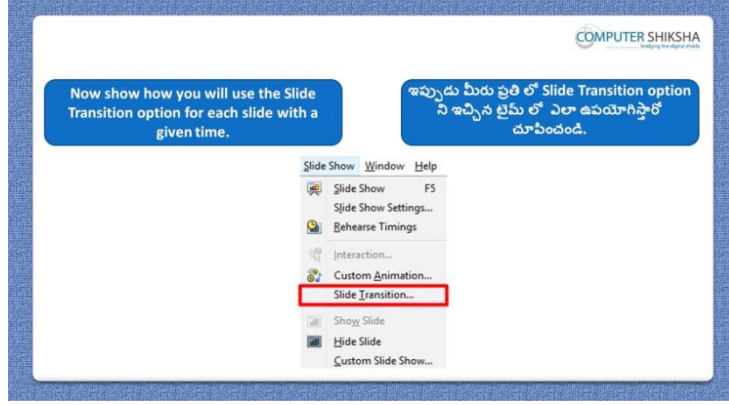 COMPUTER SHIKSHA
bridging the digital divide
Now show how you will use the Slide
Transition option for each slide with a
given time.
ఇప్పుడు మీరు ప్రతి లో Slide Transition option
ని ఇచ్చిన టైమ్ లో ఎలా ఉపయోగిస్తారో
చూపించండి.
Slide Show Window Help
Slide Show F5
Slide Show Settings...
Rehearse Timings
Interaction...
Custom Animation...
Slide Transition...
Show Slide
Hide Slide
Custom Slide Show...